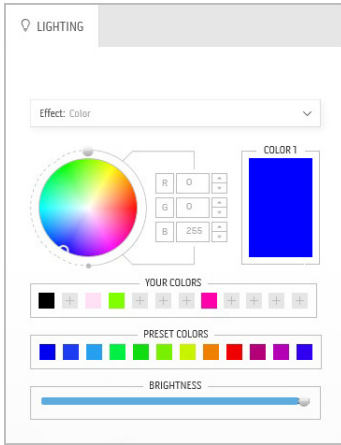 LIGHTING
Effect: Color
COLOR 1
R 0
G 0
B 255
YOUR COLORS
PRESET COLORS
BRIGHTNESS